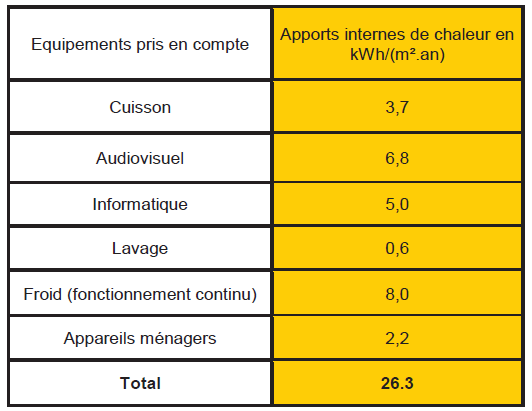 Equipements pris en compte
Apports internes de chaleur en
kWh/(m².an)
Cuisson
3,7
Audiovisuel
6,8
Informatique
5,0
Lavage
0,6
Froid (fonctionnement continu)
8,0
Appareils ménagers
2,2
Total
26.3